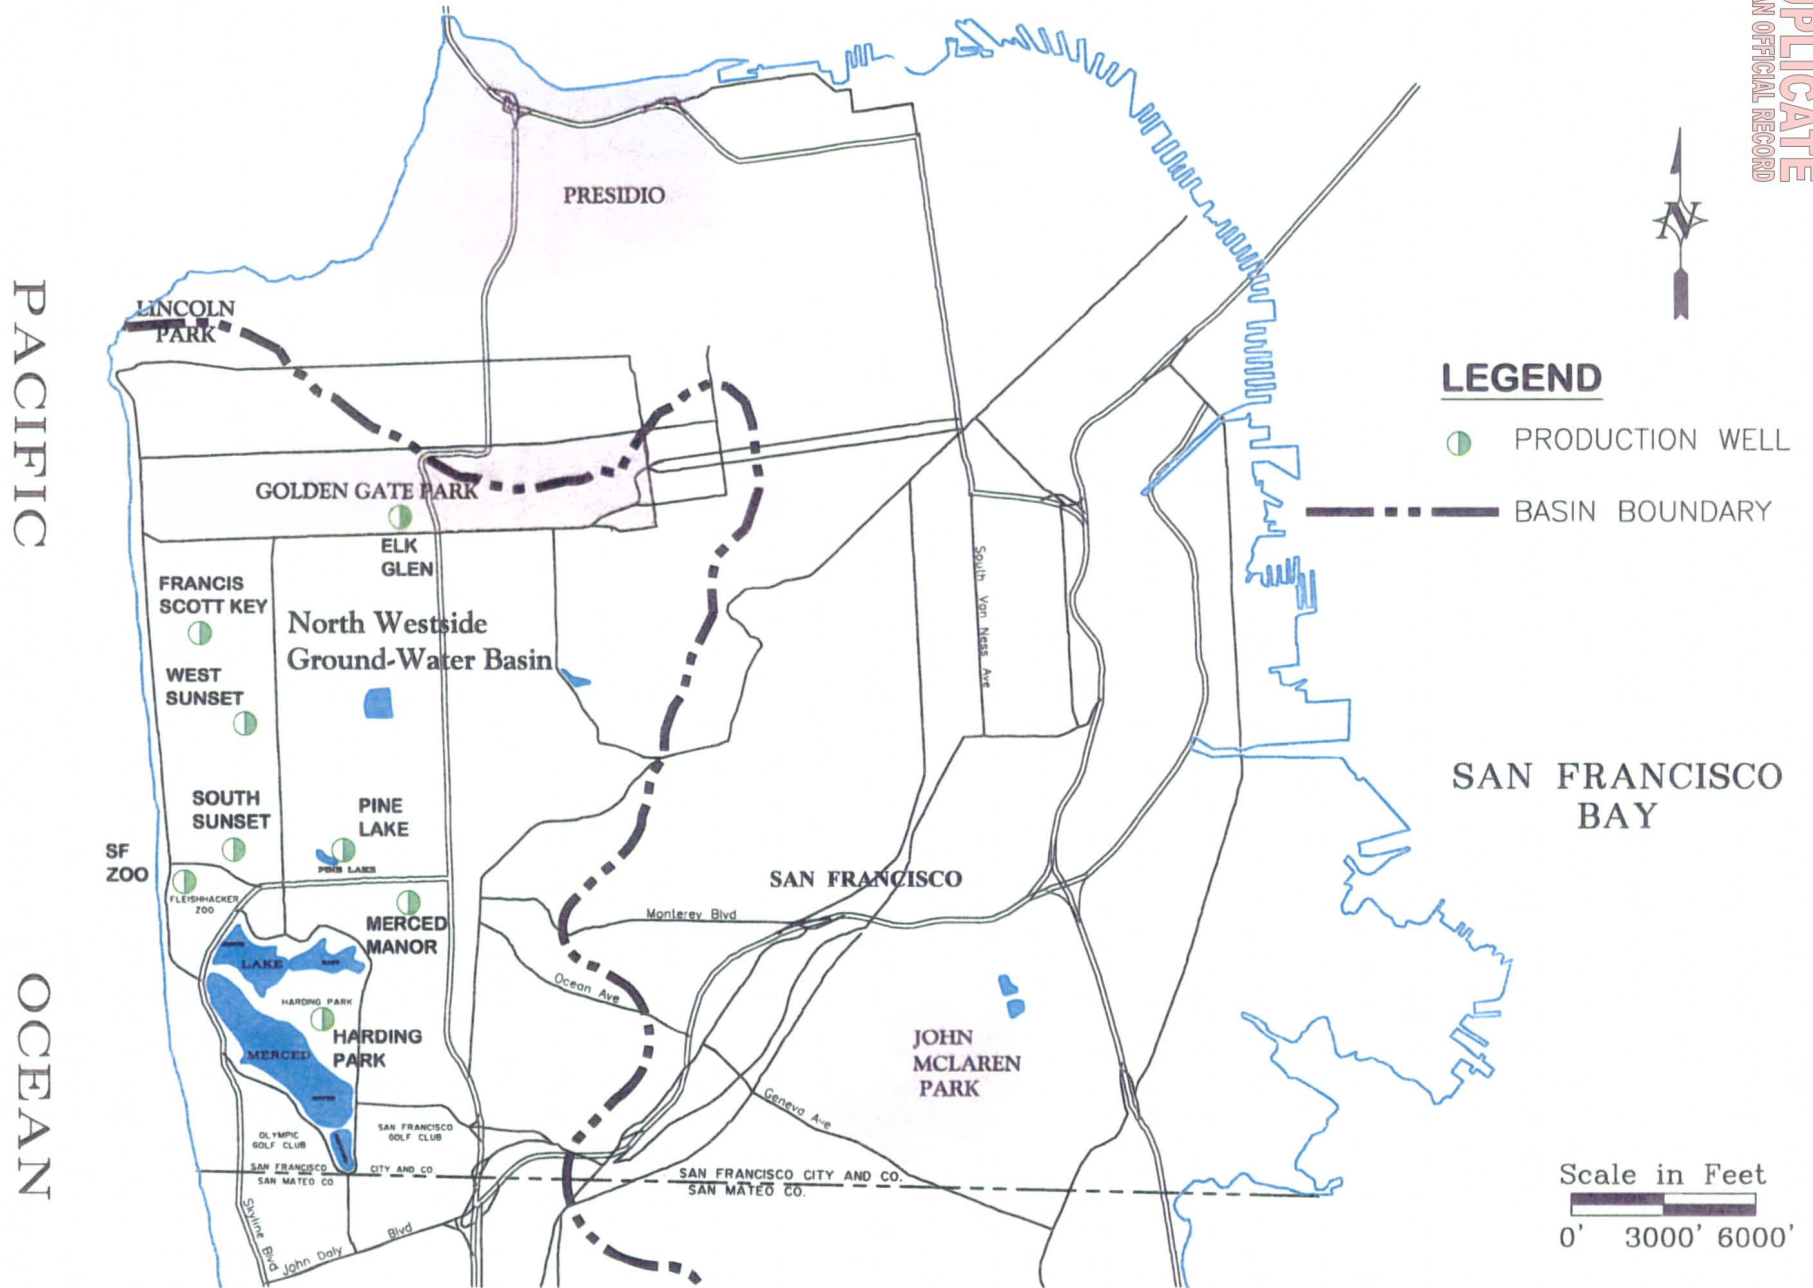 UPLICATE
AN OFFICIAL RECORD
PRESIDIO
N
LINCOLN
PARK
PACIFIC
LEGEND
PRODUCTION WELL
BASIN BOUNDARY
GOLDEN GATE PARK
ELK
GLEN
FRANCIS
SCOTT KEY
North Westside
Ground-Water Basin
South Van Ness Ave
WEST
SUNSET
SAN FRANCISCO
BAY
SOUTH
SUNSET
PINE
LAKE
PINE LAKE
SF
ZOO
FLEISHHACKER
ZOO
SAN FRANCISCO
Monterey Blvd
MERCED
MANOR
LAKE
Ocean Ave
HARDING PARK
HARDING
PARK
MERCED
OCEAN
JOHN
MCLAREN
PARK
Geneva Ave
OLYMPIC
GOLF CLUB
SAN FRANCISCO
GOLF CLUB
SAN FRANCISCO
CITY AND CO.
SAN MATEO CO
SAN FRANCISCO CITY AND CO.
SAN MATEO CO.
Skyline Blvd
John Daly Blvd
Scale in Feet
0' 3000' 6000'